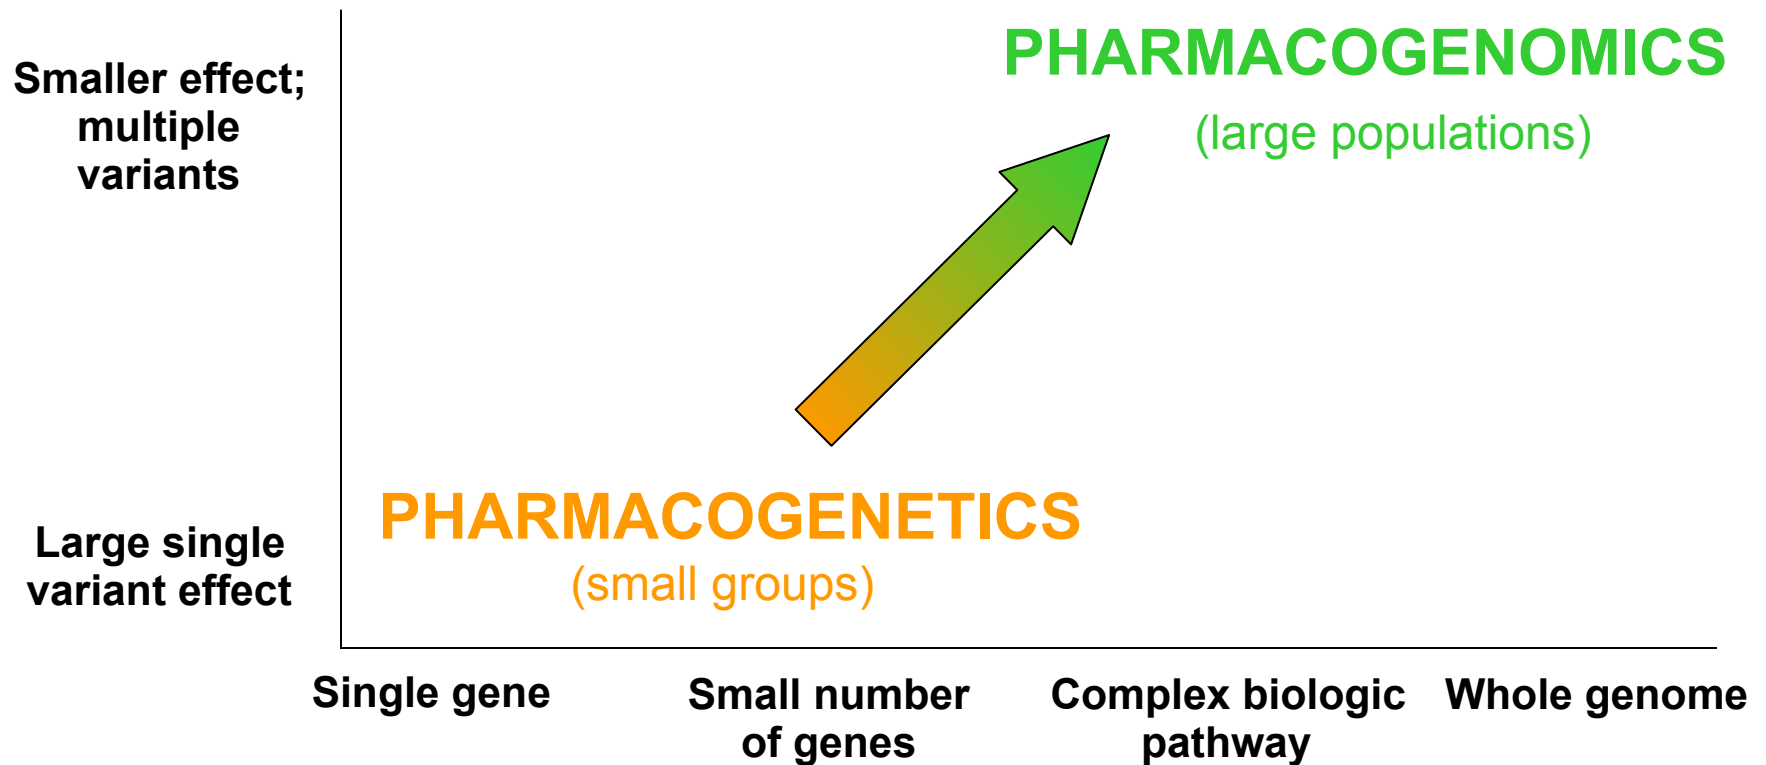 PHARMACOGENOMICS
(large populations)
Smaller effect;
multiple
variants
PHARMACOGENETICS
(small groups)
Large single
variant effect
Single gene
Small number
of genes
Complex biologic
pathway
Whole genome